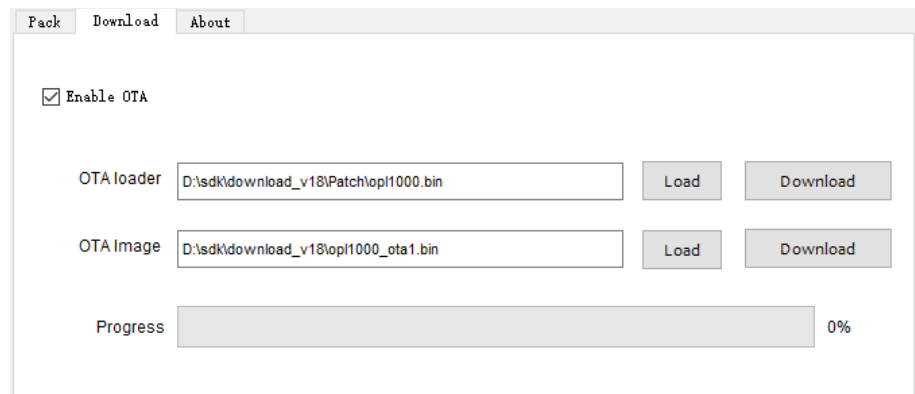 Pack Download About
Enable OTA
OTA loader D:\sdk\download_v18\Patch\opl1000.bin Load Download
OTA Image D:\sdk\download_v18\opl1000_ota1.bin Load Download
Progress 0%